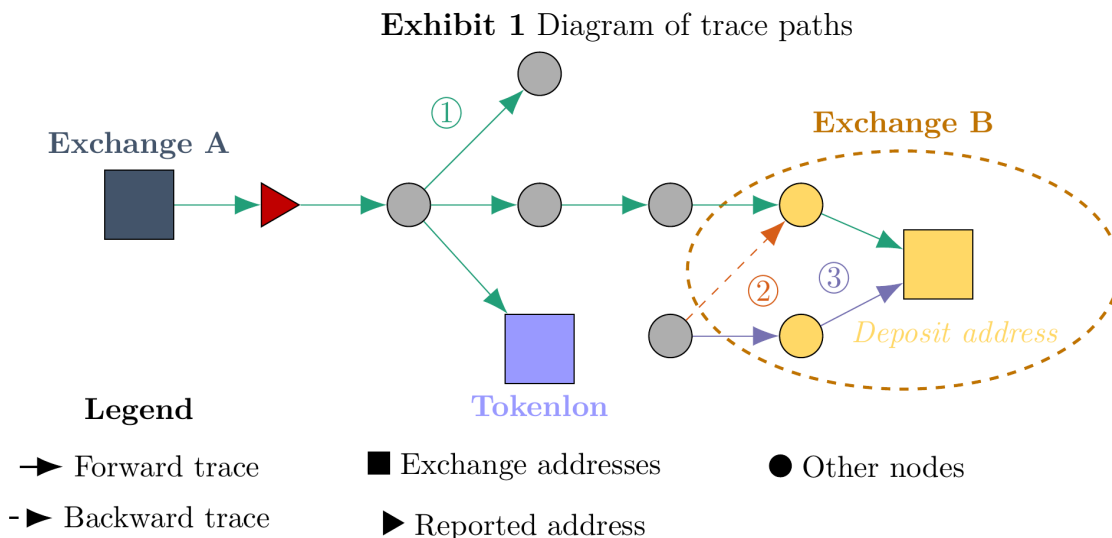 Exhibit 1 Diagram of trace paths
①
Exchange A
Exchange B
②
③
Deposit address
Tokenlon
Legend
Forward trace
Exchange addresses
Other nodes
Backward trace
Reported address